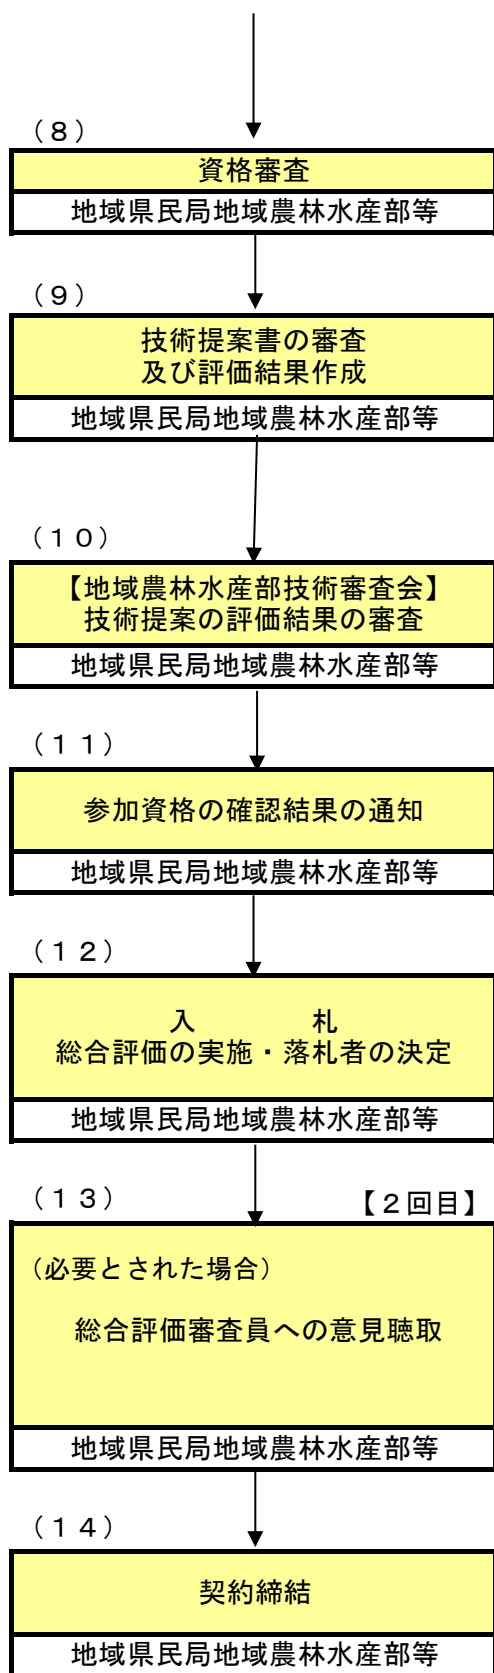 （８）
資格審査
地域県民局地域農林水産部等
（９）
技術提案書の審査
及び評価結果作成
地域県民局地域農林水産部等
（１０）
【地域農林水産部技術審査会】
技術提案の評価結果の審査
地域県民局地域農林水産部等
（１１）
参加資格の確認結果の通知
地域県民局地域農林水産部等
（１２）
入　　　　札
総合評価の実施・落札者の決定
地域県民局地域農林水産部等
（１３）　　　　　　　　　【２回目】
（必要とされた場合）
総合評価審査員への意見聴取
地域県民局地域農林水産部等
（１４）
契約締結
地域県民局地域農林水産部等